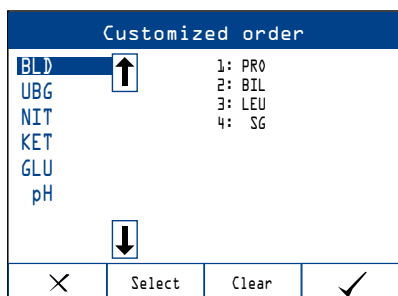 Customized order
BLD
UBG
NIT
KET
GLU
pH
1: PRO
2: BIL
3: LEU
4: SG
Select
Clear